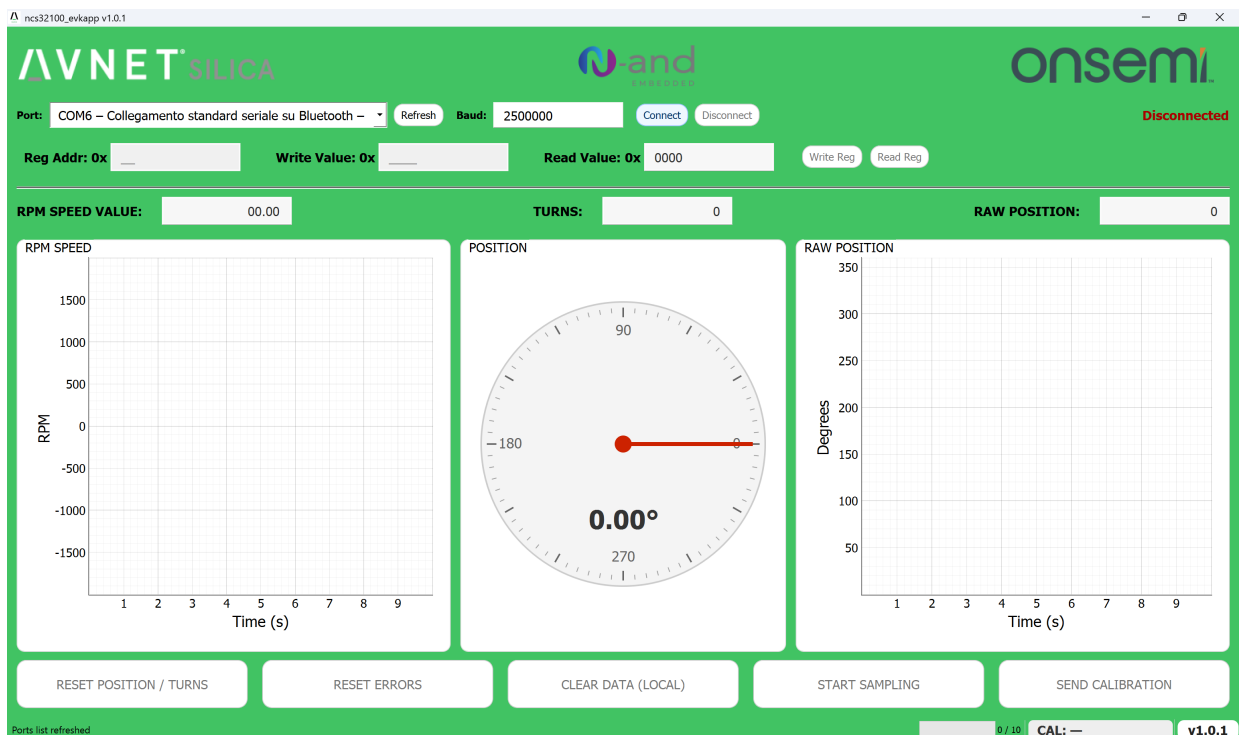 ncs32100_evkapp v1.0.1
AVNET SILICA
N-and
EMBEDDED
onsemi
Port: COM6 – Collegamento standard seriale su Bluetooth – Refresh Baud: 2500000 Connect Disconnect Disconnected
Reg Addr: 0x __ Write Value: 0x ____ Read Value: 0x 0000 Write Reg Read Reg
RPM SPEED VALUE: 00.00 TURNS: 0 RAW POSITION: 0
RPM SPEED
1500
1000
500
0
-500
-1000
-1500
RPM
1 2 3 4 5 6 7 8 9
Time (s)
POSITION
90
180
0
0.00°
270
RAW POSITION
350
300
250
200
150
100
50
Degrees
1 2 3 4 5 6 7 8 9
Time (s)
RESET POSITION / TURNS RESET ERRORS CLEAR DATA (LOCAL) START SAMPLING SEND CALIBRATION
Ports list refreshed 0 / 10 CAL: — v1.0.1